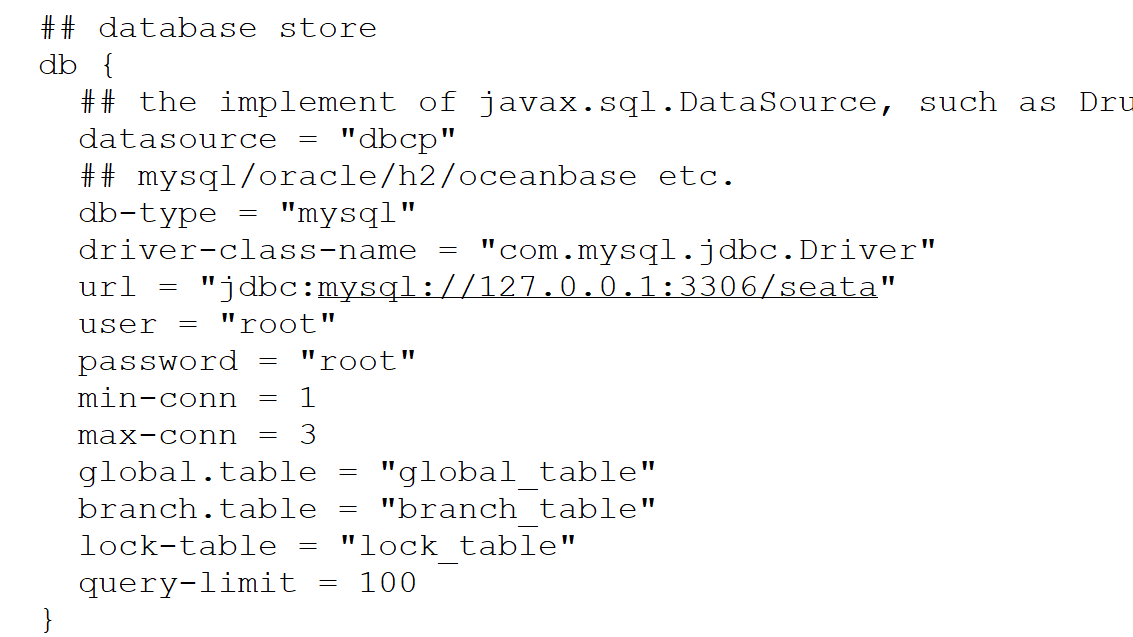 ## database store
db {
## the implement of javax.sql.DataSource, such as
datasource = "dbcp"
## mysql/oracle/h2/oceanbase etc.
db-type = "mysql"
driver-class-name = "com.mysql.jdbc.Driver"
url = "jdbc:mysql://127.0.0.1:3306/seata"
user = "root"
password = "root"
min-conn = 1
max-conn = 3
global.table = "global_table"
branch.table = "branch_table"
lock-table = "lock_table"
query-limit = 100
}